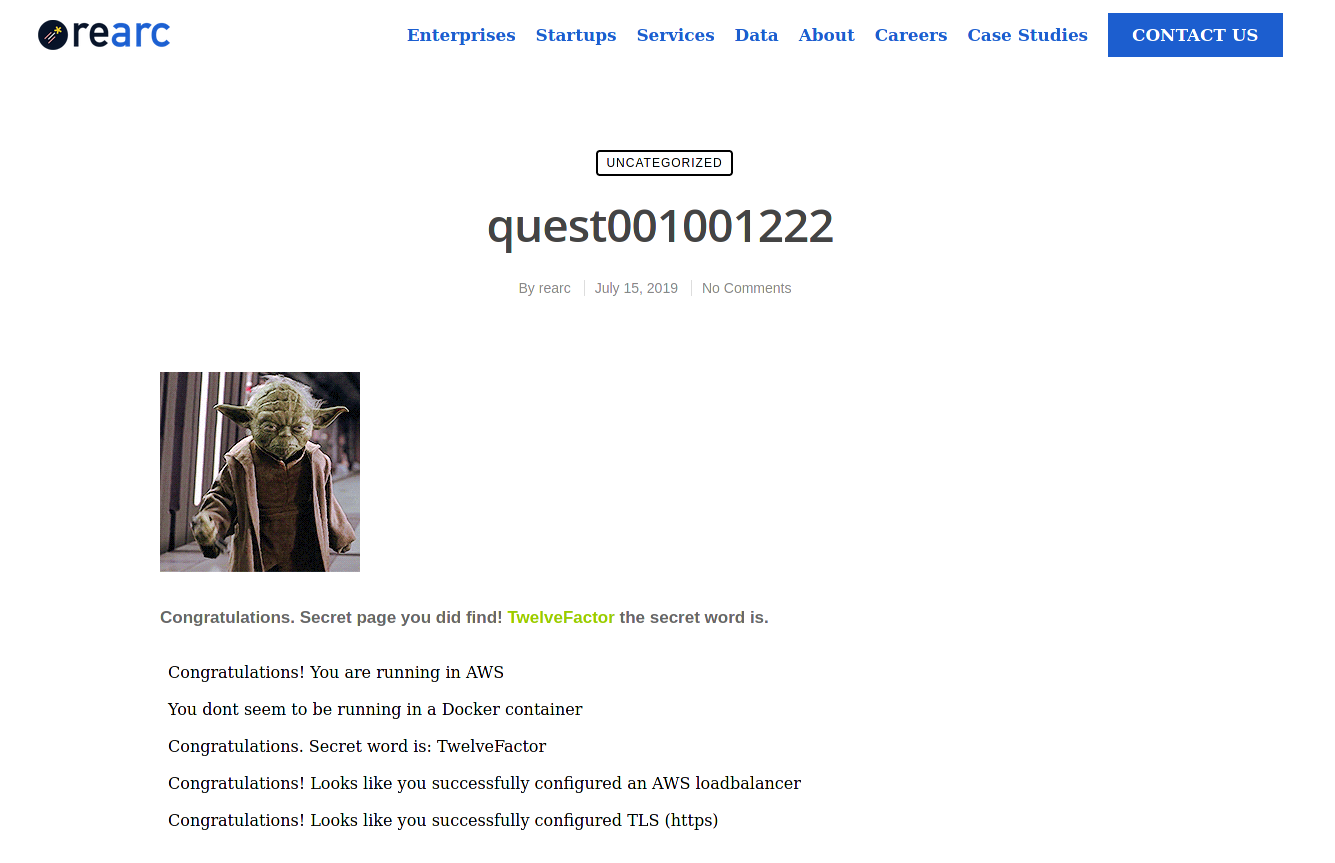 rearc
Enterprises Startups Services Data About Careers Case Studies CONTACT US
UNCATEGORIZED
quest001001222
By rearc July 15, 2019 No Comments
Congratulations. Secret page you did find! TwelveFactor the secret word is.
Congratulations! You are running in AWS
You dont seem to be running in a Docker container
Congratulations. Secret word is: TwelveFactor
Congratulations! Looks like you successfully configured an AWS loadbalancer
Congratulations! Looks like you successfully configured TLS (https)